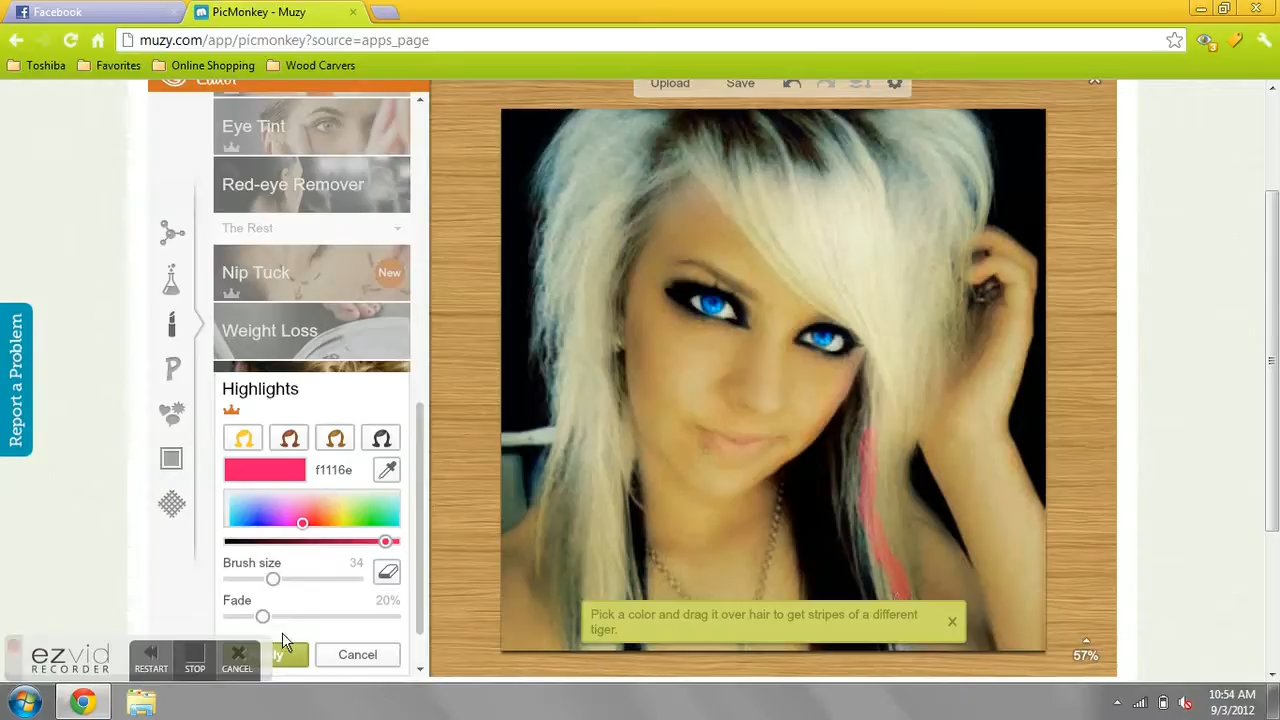 Facebook
PicMonkey - Muzy
muzy.com/app/picmonkey?source=apps_page
Toshiba
Favorites
Online Shopping
Wood Carvers
Upload
Save
Eye Tint
Red-eye Remover
The Rest
Nip Tuck
New
Weight Loss
Highlights
f1116e
Brush size
34
Fade
20%
Cancel
Pick a color and drag it over hair to get stripes of a different
tiger.
57%
Report a Problem
ezvid
RECORDER
RESTART
STOP
CANCEL
10:54 AM
9/3/2012